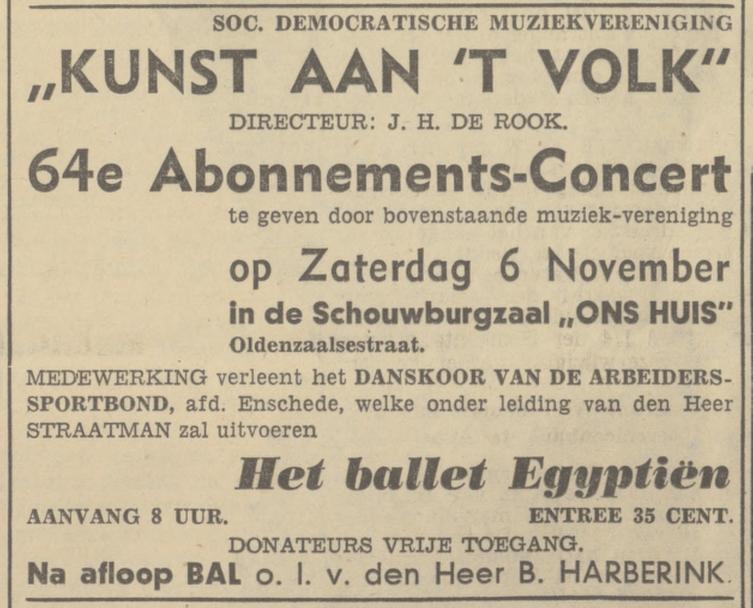 SOC. DEMOCRATISCHE MUZIEKVERENIGING
„KUNST AAN 'T VOLK"
DIRECTEUR: J. H. DE ROOK.
64e Abonnements-Concert
te geven door bovenstaande muziek-vereniging
op Zaterdag 6 November
in de Schouwburgzaal „ONS HUIS"
Oldenzaalsestraat.
MEDEWERKING verleent het DANSKOOR VAN DE ARBEIDERS-
SPORTBOND, afd. Enschede, welke onder leiding van den Heer
STRAATMAN zal uitvoeren
Het ballet Egyptiën
AANVANG 8 UUR. ENTREE 35 CENT.
DONATEURS VRIJE TOEGANG.
Na afloop BAL o. l. v. den Heer B. HARBERINK.